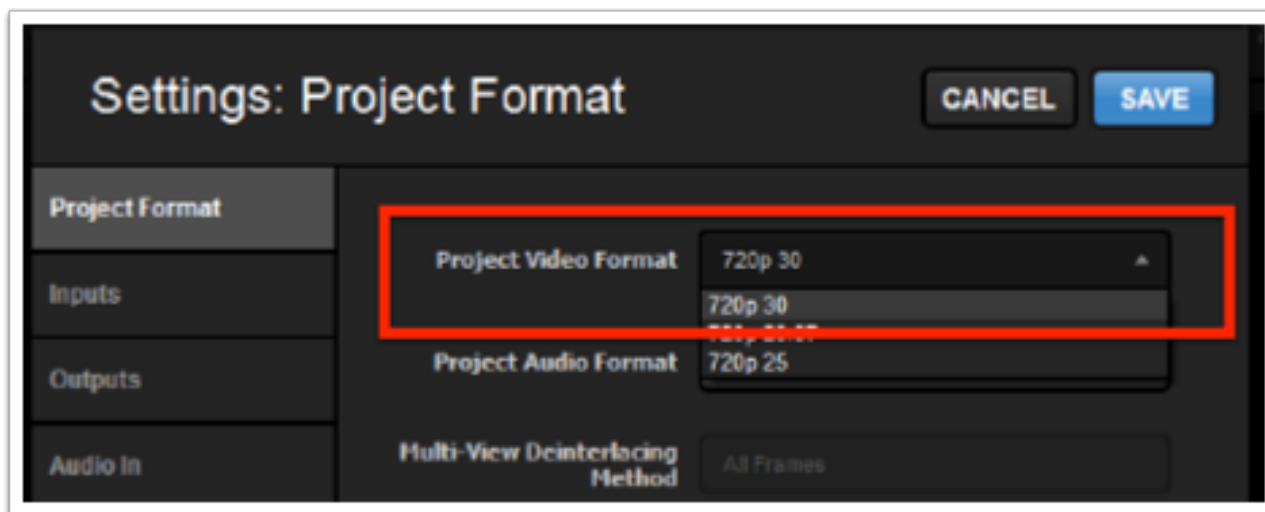 Settings: Project Format
CANCEL
SAVE
Project Format
Inputs
Outputs
Audio In
Project Video Format
720p 30
720p 30
720p 25
Project Audio Format
Multi-View Deinterlacing
Method
All Frames